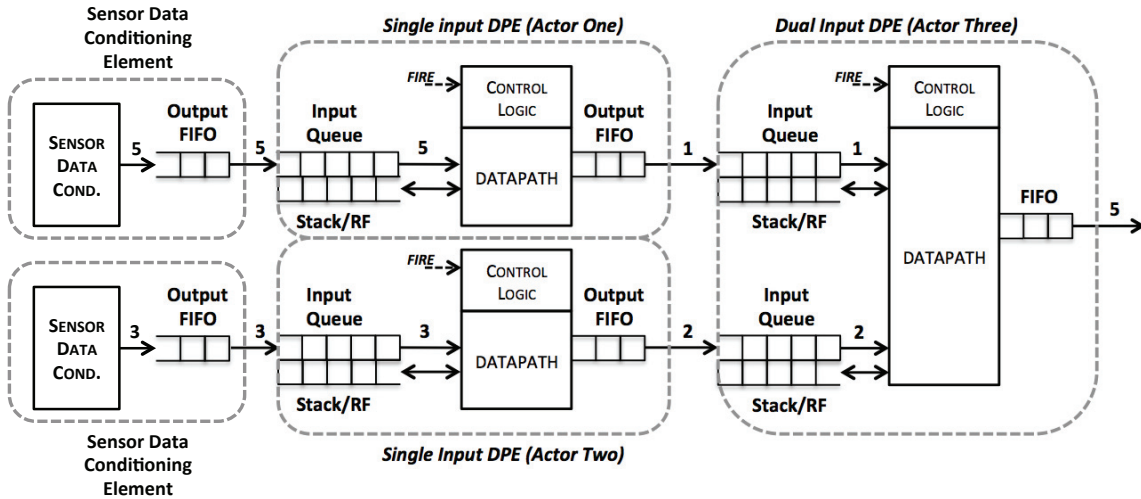 Sensor Data
Conditioning
Element
SENSOR
DATA
COND.
5
Output
FIFO
5
Single input DPE (Actor One)
FIRE
CONTROL
LOGIC
Input
Queue
5
DATAPATH
Stack/RF
Output
FIFO
1
Dual Input DPE (Actor Three)
FIRE
CONTROL
LOGIC
Input
Queue
1
Stack/RF
DATAPATH
FIFO
5
SENSOR
DATA
COND.
3
Output
FIFO
3
Sensor Data
Conditioning
Element
FIRE
CONTROL
LOGIC
Input
Queue
3
DATAPATH
Stack/RF
Output
FIFO
2
Single Input DPE (Actor Two)
Input
Queue
2
Stack/RF